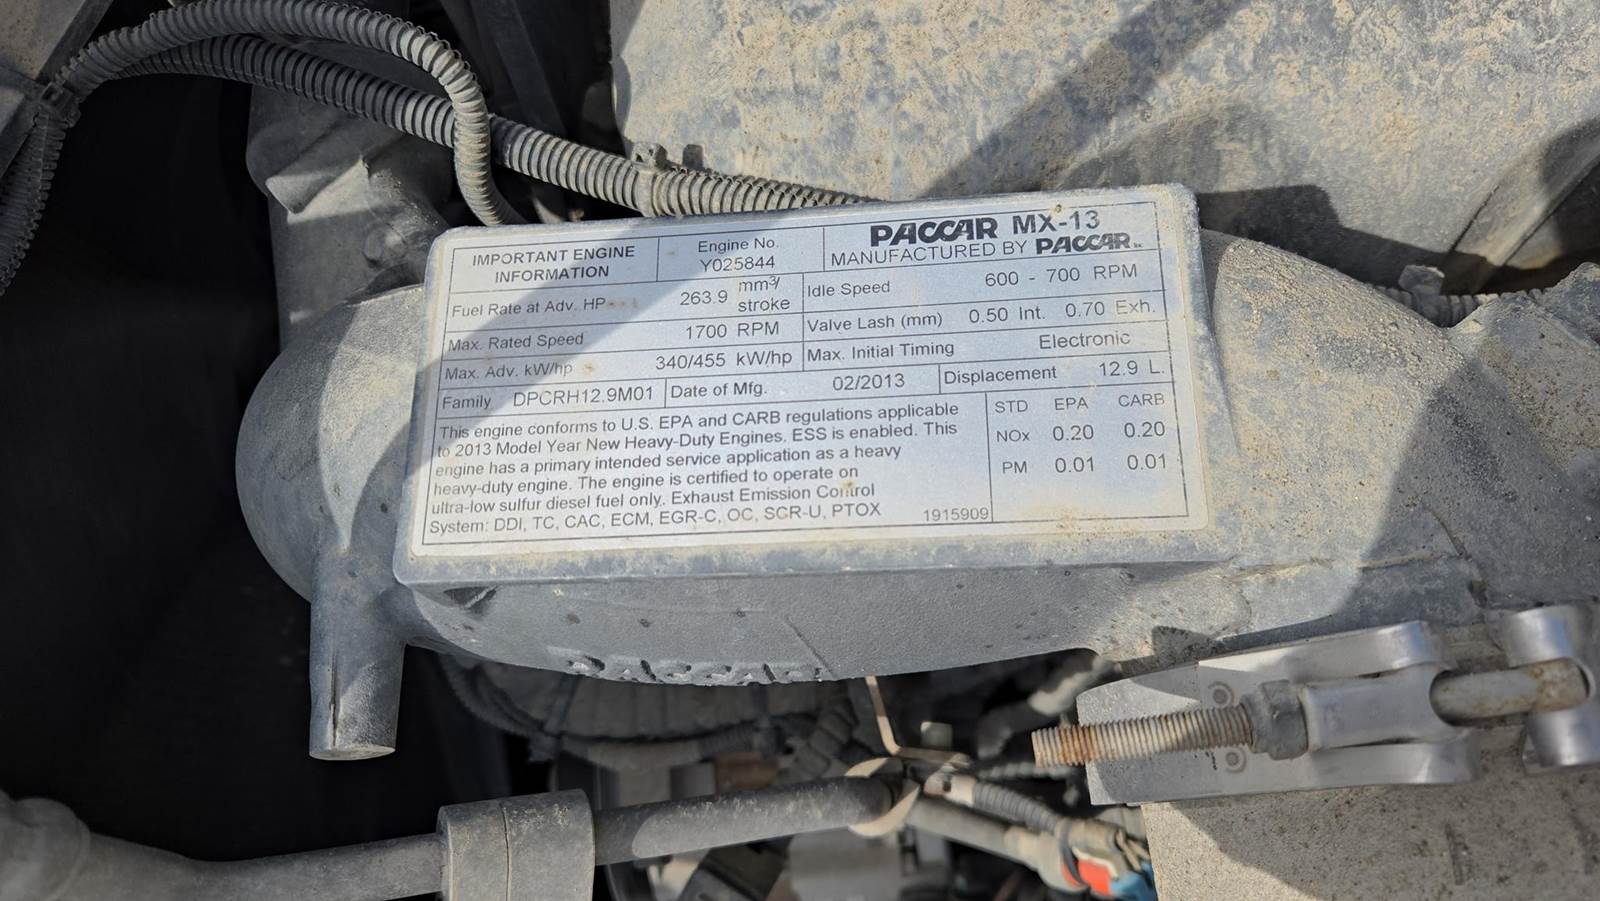 IMPORTANT ENGINE
INFORMATION
Engine No.
Y025844
PACCAR MX-13
MANUFACTURED BY PACCAR Inc
Fuel Rate at Adv. HP 263.9 mm3/
stroke
Idle Speed 600 - 700 RPM
Max. Rated Speed 1700 RPM
Valve Lash (mm) 0.50 Int. 0.70 Exh.
Max. Adv. kW/hp 340/455 kW/hp
Max. Initial Timing Electronic
Family DPCRH12.9M01
Date of Mfg. 02/2013
Displacement 12.9 L.
This engine conforms to U.S. EPA and CARB regulations applicable
to 2013 Model Year New Heavy-Duty Engines. ESS is enabled. This
engine has a primary intended service application as a heavy
heavy-duty engine. The engine is certified to operate on
ultra-low sulfur diesel fuel only. Exhaust Emission Control
System: DDI, TC, CAC, ECM, EGR-C, OC, SCR-U, PTOX 1915909
STD EPA CARB
NOx 0.20 0.20
PM 0.01 0.01
PACCAR